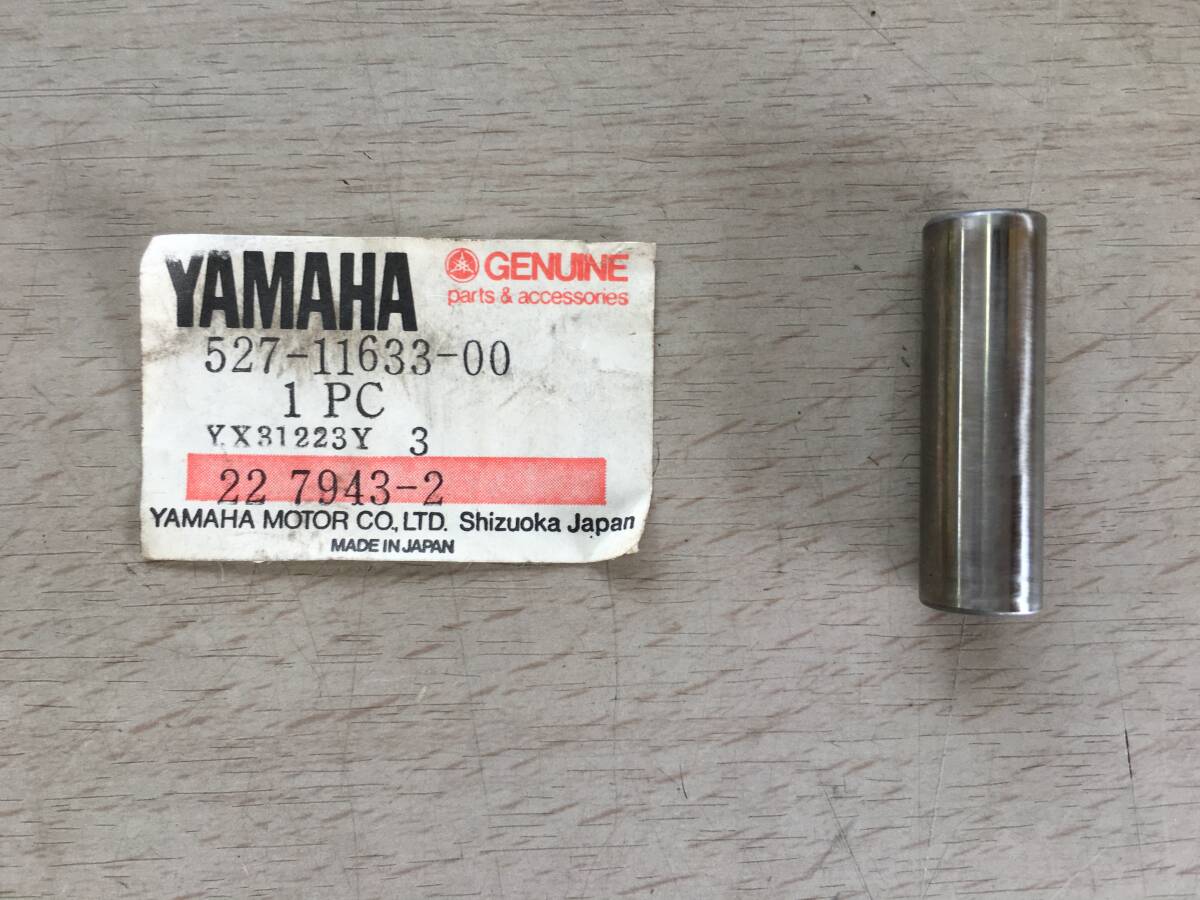 YAMAHA GENUINE
parts & accessories
527-11633-00
1 PC
YX31223Y 3
22 7943-2
YAMAHA MOTOR CO., LTD. Shizuoka Japan
MADE IN JAPAN